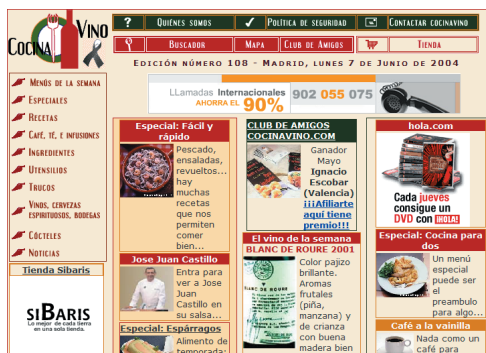 Cocina Vino
? Quiénes somos
Política de seguridad
Contactar cocinavino
Buscador
Mapa
Club de Amigos
Tienda
Edición número 108 - Madrid, lunes 7 de Junio de 2004
LLamadas Internacionales
AHORRA EL 90%
902 055 075
Menús de la semana
Especiales
Recetas
Café, té, e infusiones
Ingredientes
Utensilios
Trucos
Vinos, cervezas
espirituosos, bodegas
Cócteles
Noticias
Tienda Sibaris
siBaris
Lo mejor de cada tierra
en una sola tienda.
Especial: Fácil y
rápido
Pescado,
ensaladas,
revueltos...
hay
muchas
recetas
que nos
permiten
comer
bien...
Jose Juan Castillo
Entra para
ver a Jose
Juan
Castillo en
su salsa...
Especial: Espárragos
Alimento de
temporada:
CLUB DE AMIGOS
COCINAVINO.COM
Ganador
Mayo
Ignacio
Escobar
(Valencia)
¡¡¡Afiliarte
aquí tiene
premio!!!
El vino de la semana
BLANC DE ROURE 2001
BLANC DE ROURE
Color pajizo
brillante.
Aromas
frutales
(piña,
manzana) y
de crianza
con buena
madera bien
hola.com
Cada jueves
consigue un
DVD con ¡HOLA!
Especial: Cocina para
dos
Un menú
especial
puede ser
el
preambulo
para algo...
Café a la vainilla
Nada como un
café para